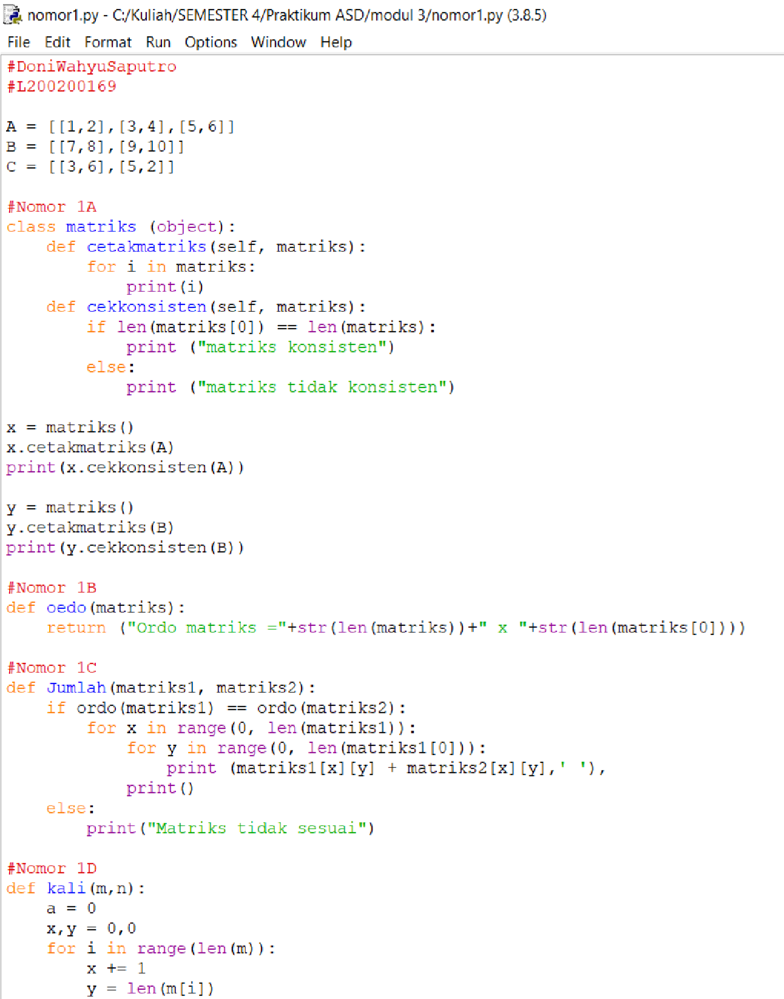 nomor1.py - C:/Kuliah/SEMESTER 4/Praktikum ASD/modul 3/nomor1.py (3.8.5)
File Edit Format Run Options Window Help
#DoniWahyuSaputro
#L200200169

A = [[1,2],[3,4],[5,6]]
B = [[7,8],[9,10]]
C = [[3,6],[5,2]]

#Nomor 1A
class matriks (object):
    def cetakmatriks(self, matriks):
        for i in matriks:
            print(i)
    def cekkonsisten(self, matriks):
        if len(matriks[0]) == len(matriks):
            print ("matriks konsisten")
        else:
            print ("matriks tidak konsisten")

x = matriks()
x.cetakmatriks(A)
print(x.cekkonsisten(A))

y = matriks()
y.cetakmatriks(B)
print(y.cekkonsisten(B))

#Nomor 1B
def oedo(matriks):
    return ("Ordo matriks ="+str(len(matriks))+" x "+str(len(matriks[0])))

#Nomor 1C
def Jumlah(matriks1, matriks2):
    if ordo(matriks1) == ordo(matriks2):
        for x in range(0, len(matriks1)):
            for y in range(0, len(matriks1[0])):
                print (matriks1[x][y] + matriks2[x][y],' '),
            print()
    else:
        print("Matriks tidak sesuai")

#Nomor 1D
def kali(m,n):
    a = 0
    x,y = 0,0
    for i in range(len(m)):
        x += 1
        y = len(m[i])